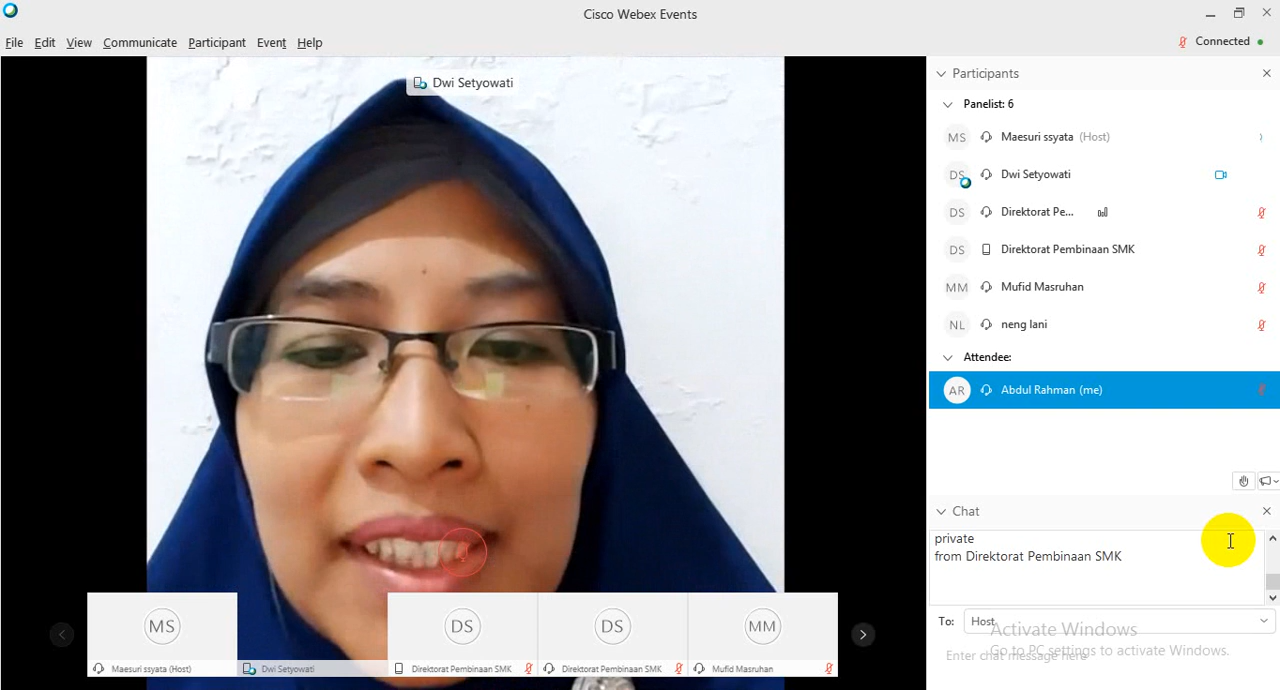 Cisco Webex Events
File Edit View Communicate Participant Event Help
Connected
Dwi Setyowati
Participants
Panelist: 6
MS Maesuri ssyata (Host)
DS Dwi Setyowati
DS Direktorat Pe...
DS Direktorat Pembinaan SMK
MM Mufid Masruhan
NL neng lani
Attendee:
AR Abdul Rahman (me)
Chat
private
from Direktorat Pembinaan SMK
To: Host
Enter chat message here
Activate Windows
Go to PC settings to activate Windows.
MS
DS
DS
MM
Maesuri ssyata (Host)
Dwi Setyowati
Direktorat Pembinaan SMK
Direktorat Pembinaan SMK
Mufid Masruhan